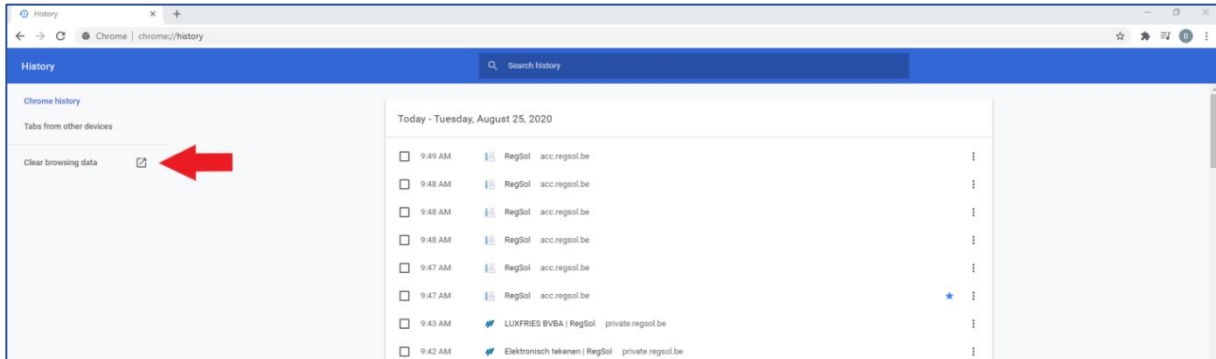 History
Chrome | chrome://history
B
History
Search history
Chrome history
Tabs from other devices
Clear browsing data
Today - Tuesday, August 25, 2020
9:49 AM RegSol acc.regsol.be
9:48 AM RegSol acc.regsol.be
9:48 AM RegSol acc.regsol.be
9:48 AM RegSol acc.regsol.be
9:47 AM RegSol acc.regsol.be
9:47 AM RegSol acc.regsol.be
9:43 AM LUXFRIES BVBA | RegSol private.regsol.be
9:42 AM Elektronisch tekenen | RegSol private.regsol.be